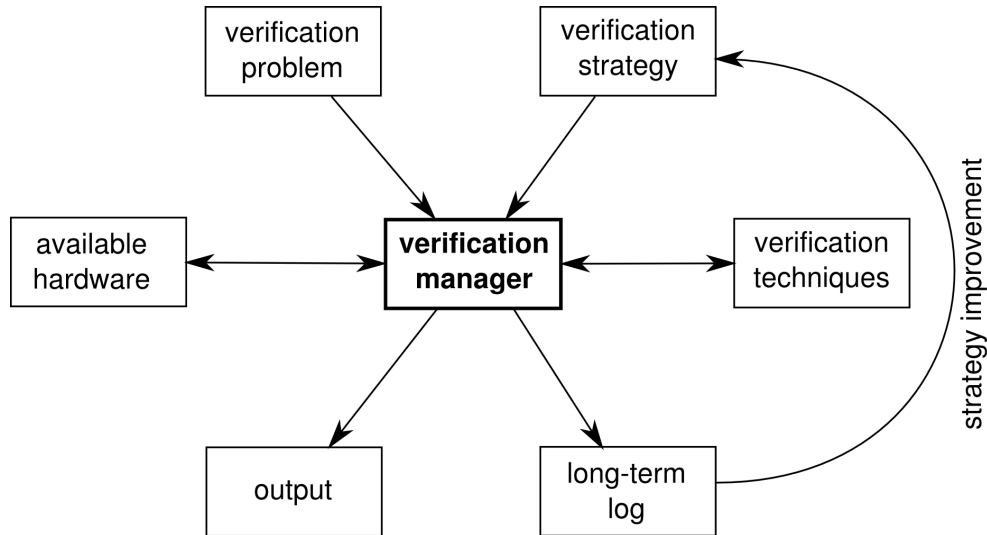 verification
problem
verification
strategy
available
hardware
verification
manager
verification
techniques
strategy improvement
output
long-term
log